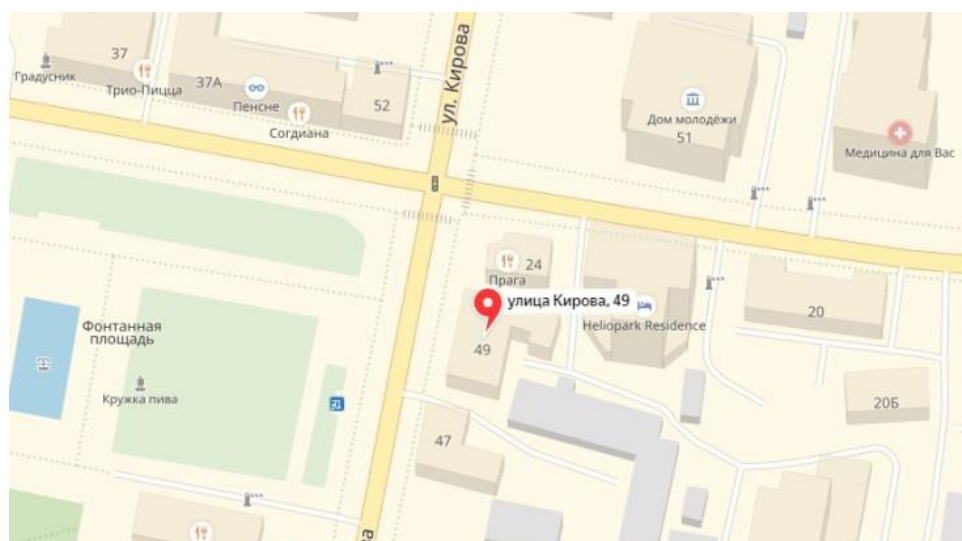 37
Градусник
Трио-Пицца
37А
Пенсне
Согдиана
52
ул. Кирова
Дом молодёжи
51
Медицина для Вас
Прага
24
улица Кирова, 49
49
Heliopark Residence
20
20Б
Фонтанная
площадь
Кружка пива
47
ва